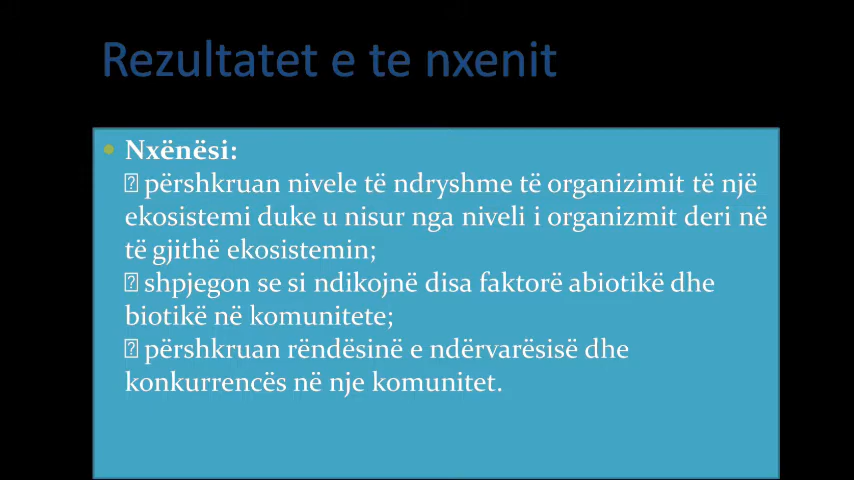 Rezultatet e te nxenit
• Nxënësi:
përshkruan nivele të ndryshme të organizimit të një
ekosistemi duke u nisur nga niveli i organizmit deri në
të gjithë ekosistemin;
shpjegon se si ndikojnë disa faktorë abiotikë dhe
biotikë në komunitete;
përshkruan rëndësinë e ndërvarësisë dhe
konkurrencës në nje komunitet.